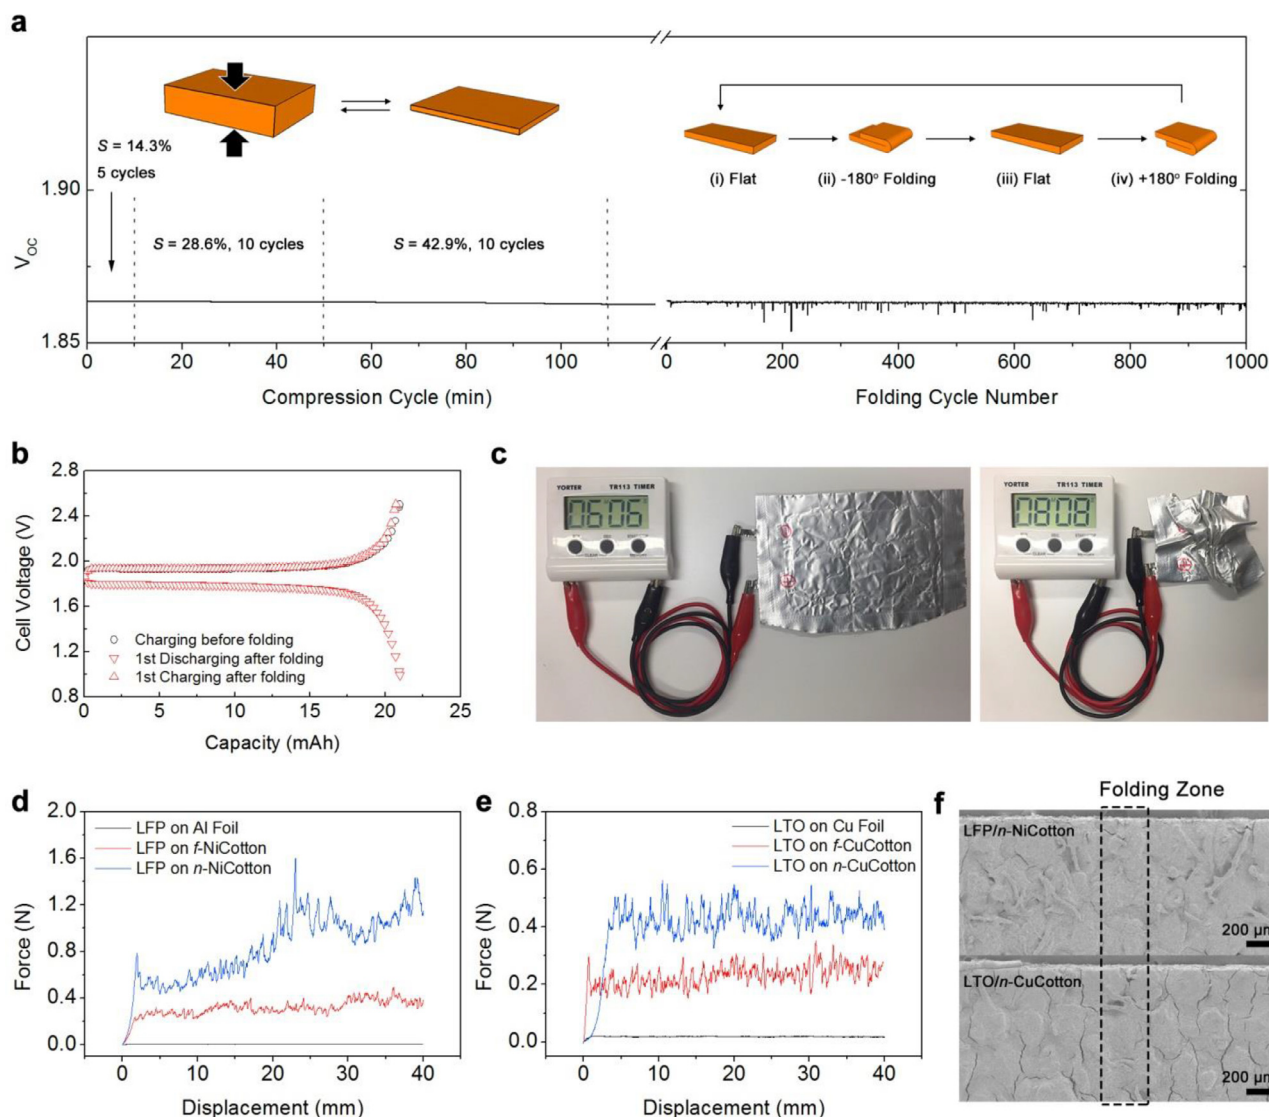 a
S = 14.3%
5 cycles
S = 28.6%, 10 cycles
S = 42.9%, 10 cycles
(i) Flat
(ii) -180° Folding
(iii) Flat
(iv) +180° Folding
V_OC
1.90
1.85
0 20 40 60 80 100
0 200 400 600 800 1000
Compression Cycle (min)
Folding Cycle Number
b
Cell Voltage (V)
2.8
2.4
2.0
1.6
1.2
0.8
Charging before folding
1st Discharging after folding
1st Charging after folding
0 5 10 15 20 25
Capacity (mAh)
c
YORTER TR113 TIMER
0606
YORTER TR113 TIMER
0808
d
Force (N)
2.0
1.6
1.2
0.8
0.4
0.0
LFP on Al Foil
LFP on f-NiCotton
LFP on n-NiCotton
0 10 20 30 40
Displacement (mm)
e
Force (N)
0.8
0.6
0.4
0.2
0.0
LTO on Cu Foil
LTO on f-CuCotton
LTO on n-CuCotton
0 10 20 30 40
Displacement (mm)
f
Folding Zone
LFP/n-NiCotton
200 µm
LTO/n-CuCotton
200 µm